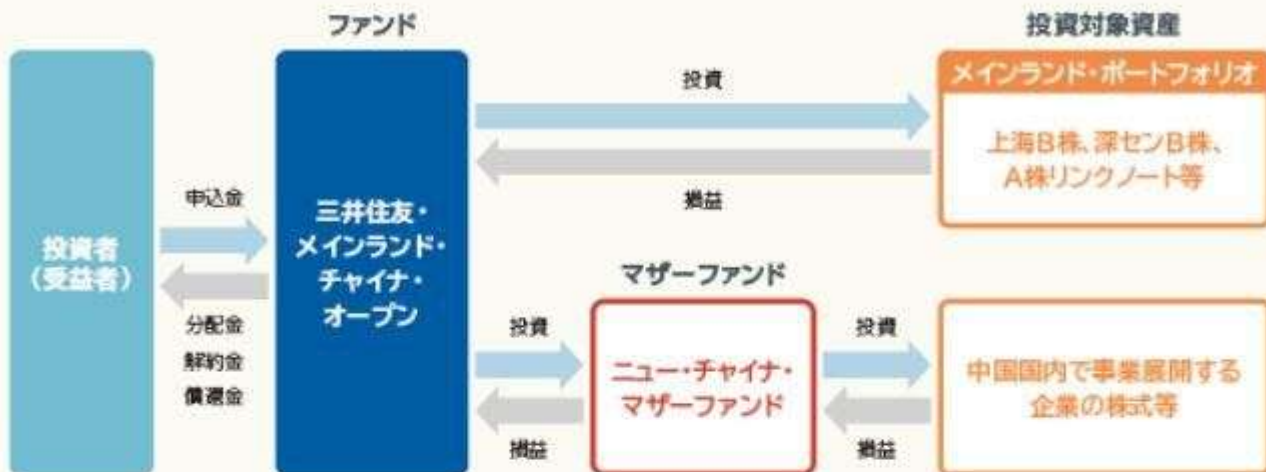 ファンド
投資対象資産
投資者
(受益者)
申込金
分配金
解約金
償還金
三井住友・
メインランド・
チャイナ・
オープン
投資
損益
メインランド・ポートフォリオ
上海B株、深センB株、
A株リンクノート等
マザーファンド
投資
損益
ニュー・チャイナ・
マザーファンド
投資
損益
中国国内で事業展開する
企業の株式等